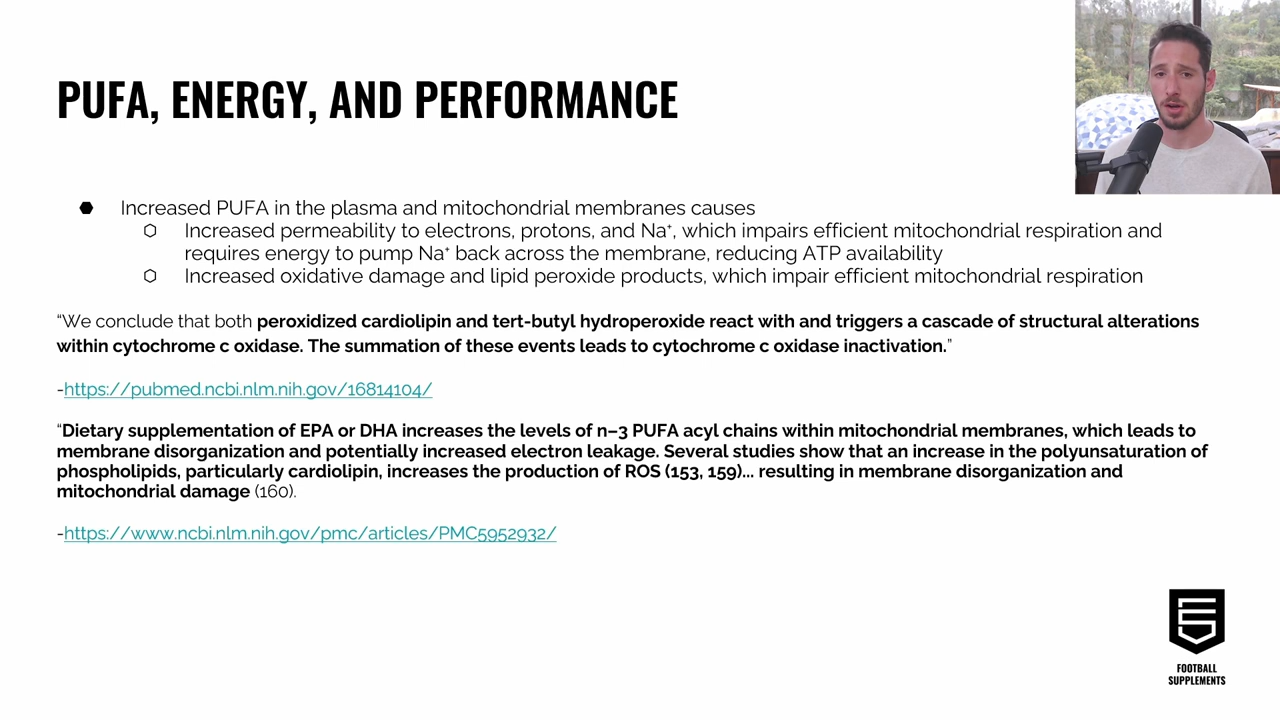 PUFA, ENERGY, AND PERFORMANCE
Increased PUFA in the plasma and mitochondrial membranes causes
Increased permeability to electrons, protons, and Na⁺, which impairs efficient mitochondrial respiration and
requires energy to pump Na⁺ back across the membrane, reducing ATP availability
Increased oxidative damage and lipid peroxide products, which impair efficient mitochondrial respiration
“We conclude that both peroxidized cardiolipin and tert-butyl hydroperoxide react with and triggers a cascade of structural alterations
within cytochrome c oxidase. The summation of these events leads to cytochrome c oxidase inactivation.”
-https://pubmed.ncbi.nlm.nih.gov/16814104/
“Dietary supplementation of EPA or DHA increases the levels of n–3 PUFA acyl chains within mitochondrial membranes, which leads to
membrane disorganization and potentially increased electron leakage. Several studies show that an increase in the polyunsaturation of
phospholipids, particularly cardiolipin, increases the production of ROS (153, 159)... resulting in membrane disorganization and
mitochondrial damage (160).
-https://www.ncbi.nlm.nih.gov/pmc/articles/PMC5952932/
FOOTBALL
SUPPLEMENTS